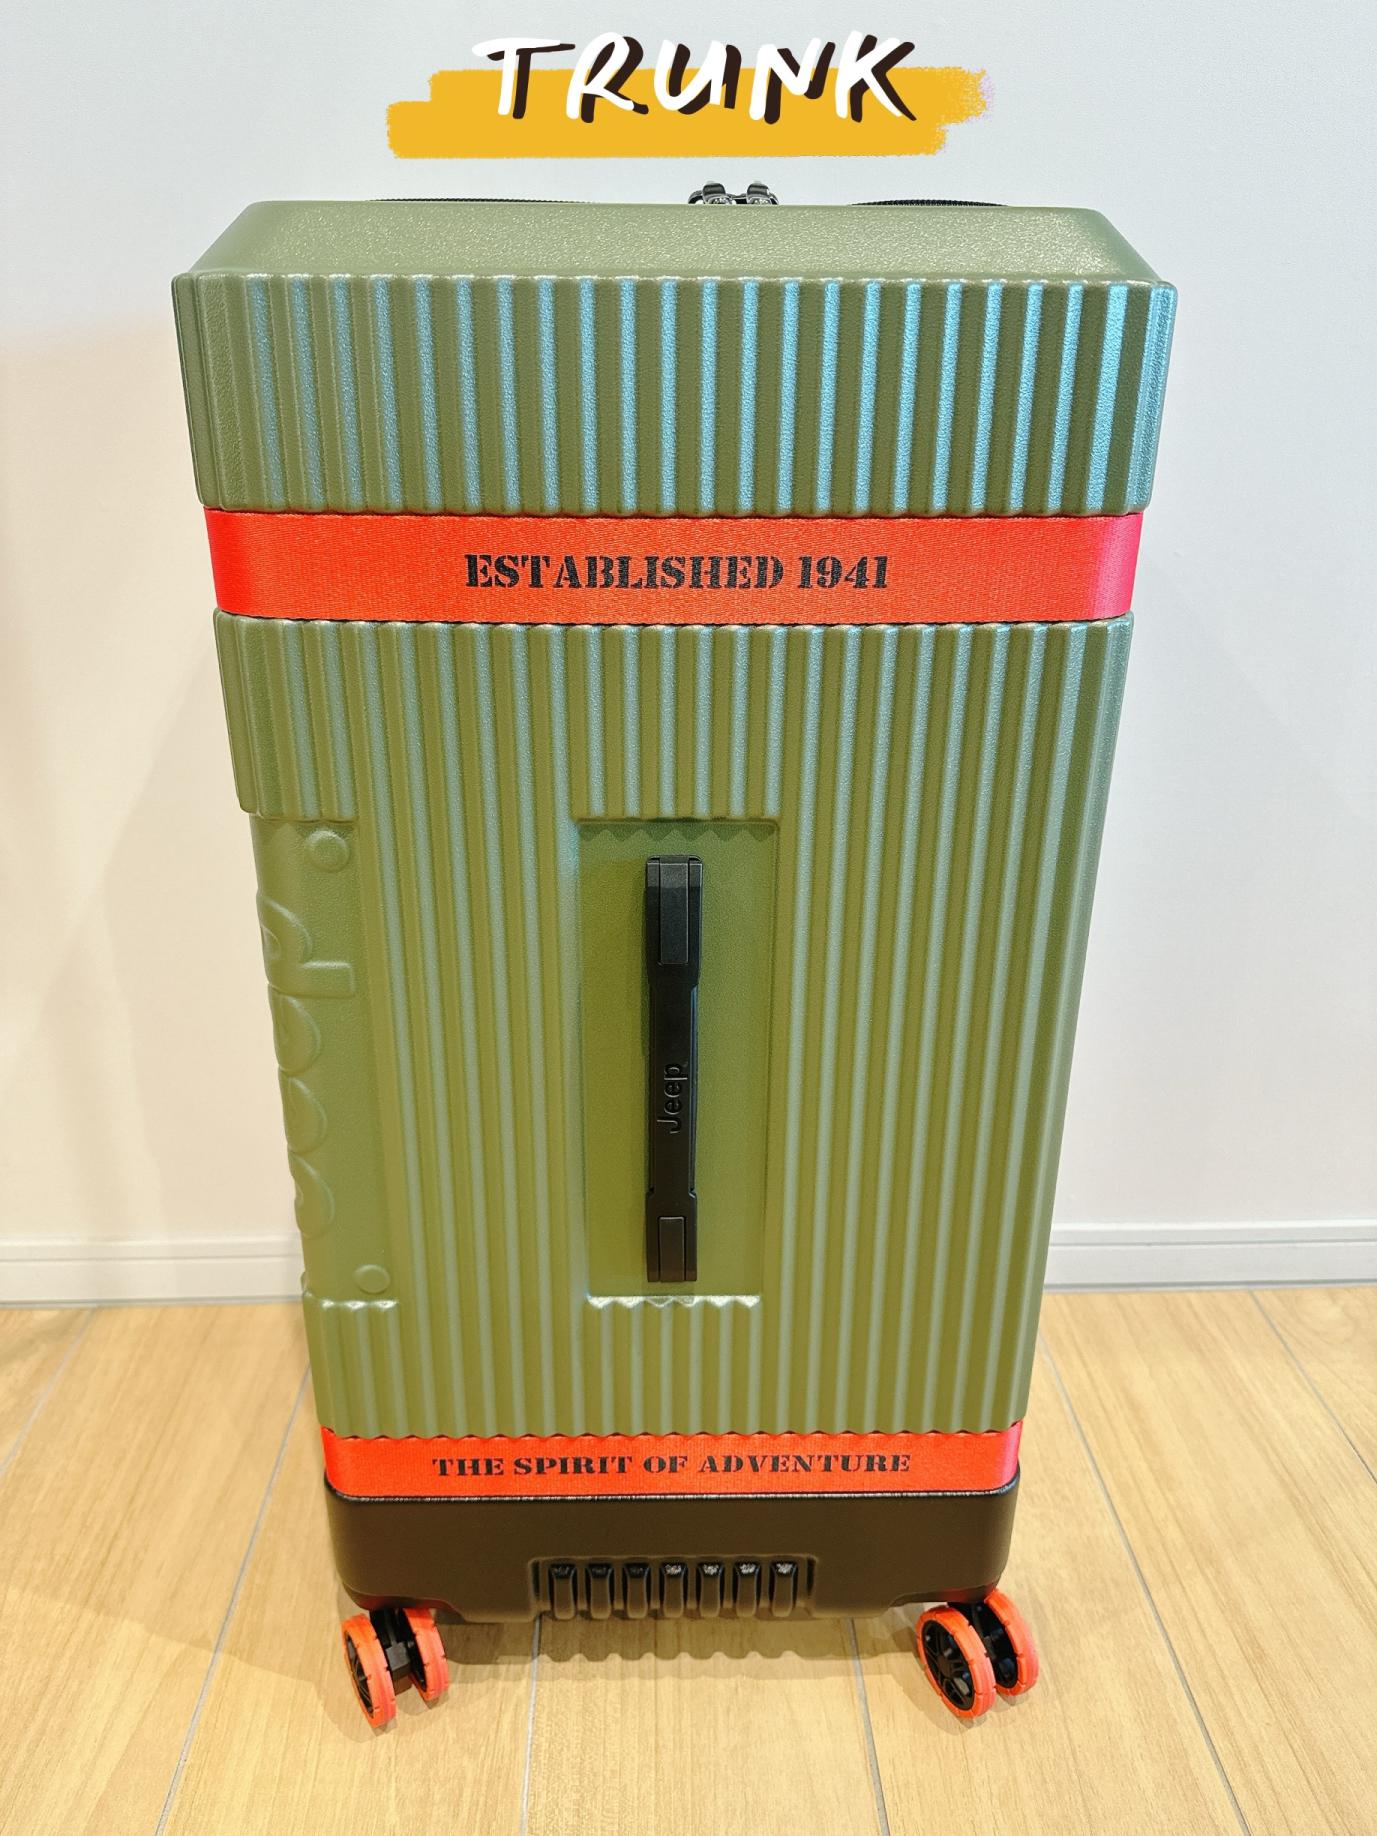 TRUNK
ESTABLISHED 1941
Jeep
Jeep
THE SPIRIT OF ADVENTURE